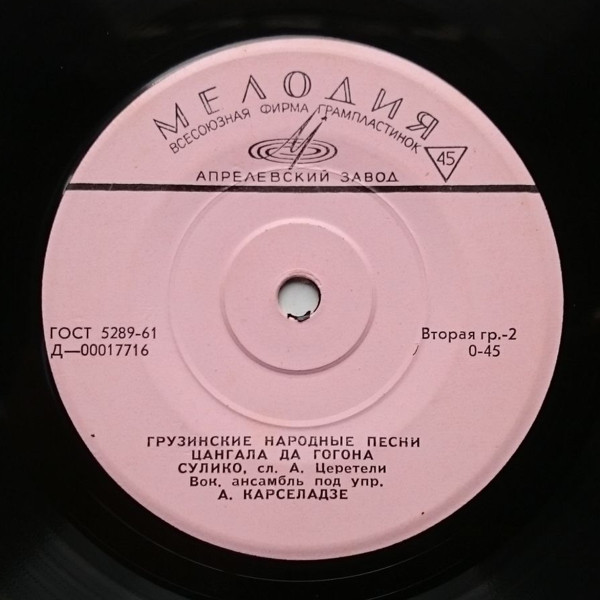 МЕЛОДИЯ
ВСЕСОЮЗНАЯ ФИРМА ГРАМПЛАСТИНОК
45
АПРЕЛЕВСКИЙ ЗАВОД
ГОСТ 5289-61
Д—00017716
Вторая гр.-2
0-45
ГРУЗИНСКИЕ НАРОДНЫЕ ПЕСНИ
ЦАНГАЛА ДА ГОГОНА
СУЛИКО, сл. А. Церетели
Вок. ансамбль под упр.
А. КАРСЕЛАДЗЕ